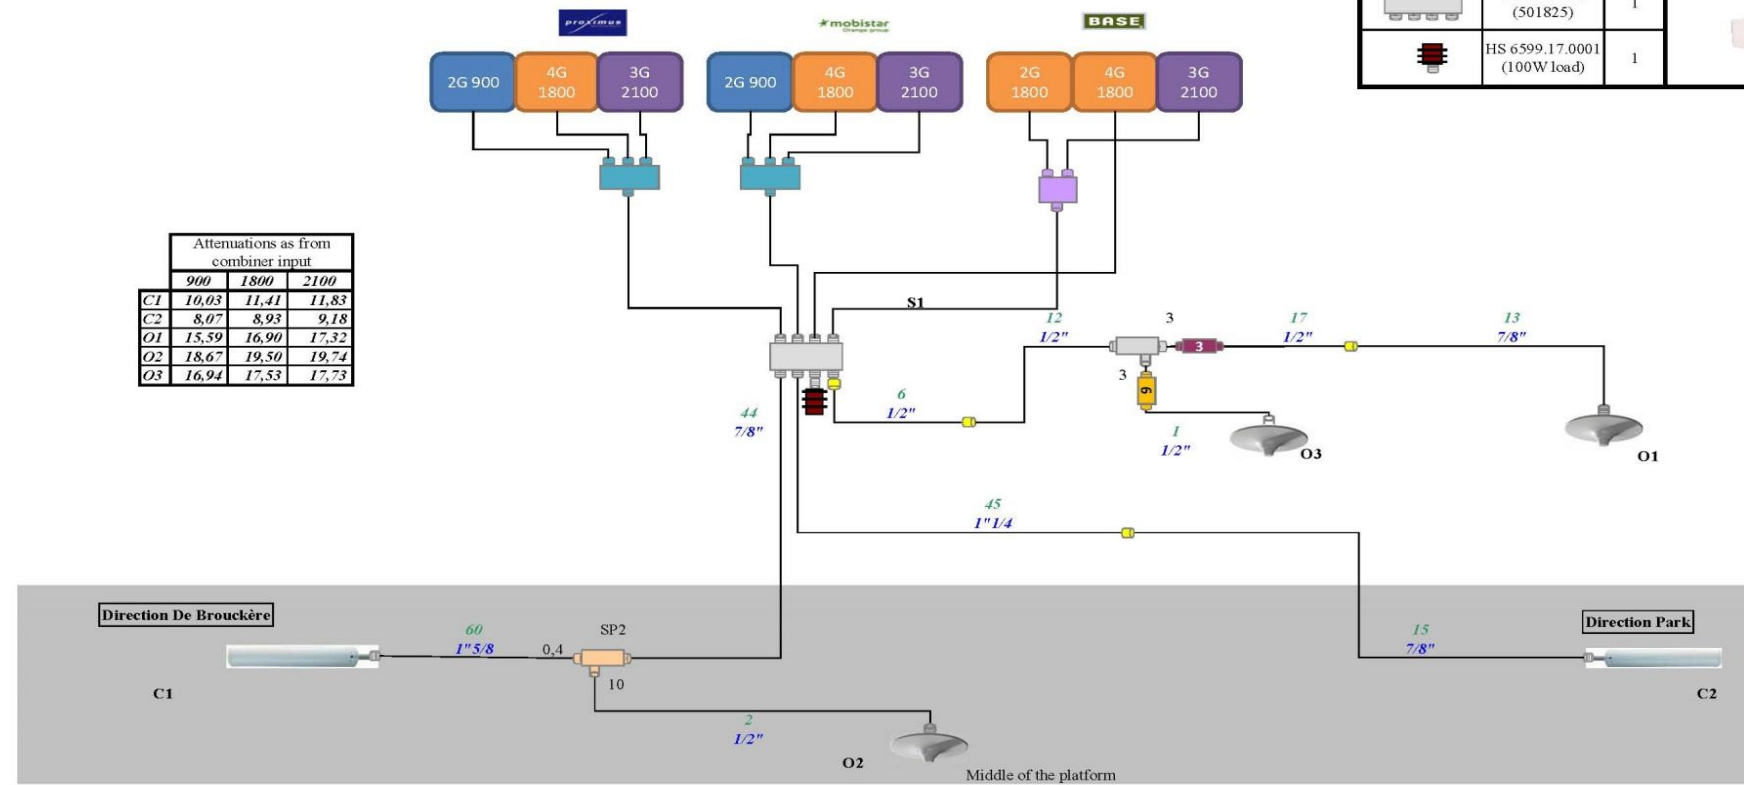 proximus
mobistar
Orange group
BASE
(501825)
1
HS 6599.17.0001
(100W load)
1
2G 900
4G
1800
3G
2100
2G 900
4G
1800
3G
2100
2G
1800
4G
1800
3G
2100
Attenuations as from
combiner input
900 1800 2100
C1 10,03 11,41 11,83
C2 8,07 8,93 9,18
O1 15,59 16,90 17,32
O2 18,67 19,50 19,74
O3 16,94 17,53 17,73
S1
12
1/2"
3
17
1/2"
13
7/8"
3
3
9
6
1/2"
44
7/8"
1
1/2"
O3
O1
45
1"1/4
Direction De Brouckère
60
1"5/8
0,4
SP2
10
C1
2
1/2"
O2
Middle of the platform
15
7/8"
Direction Park
C2